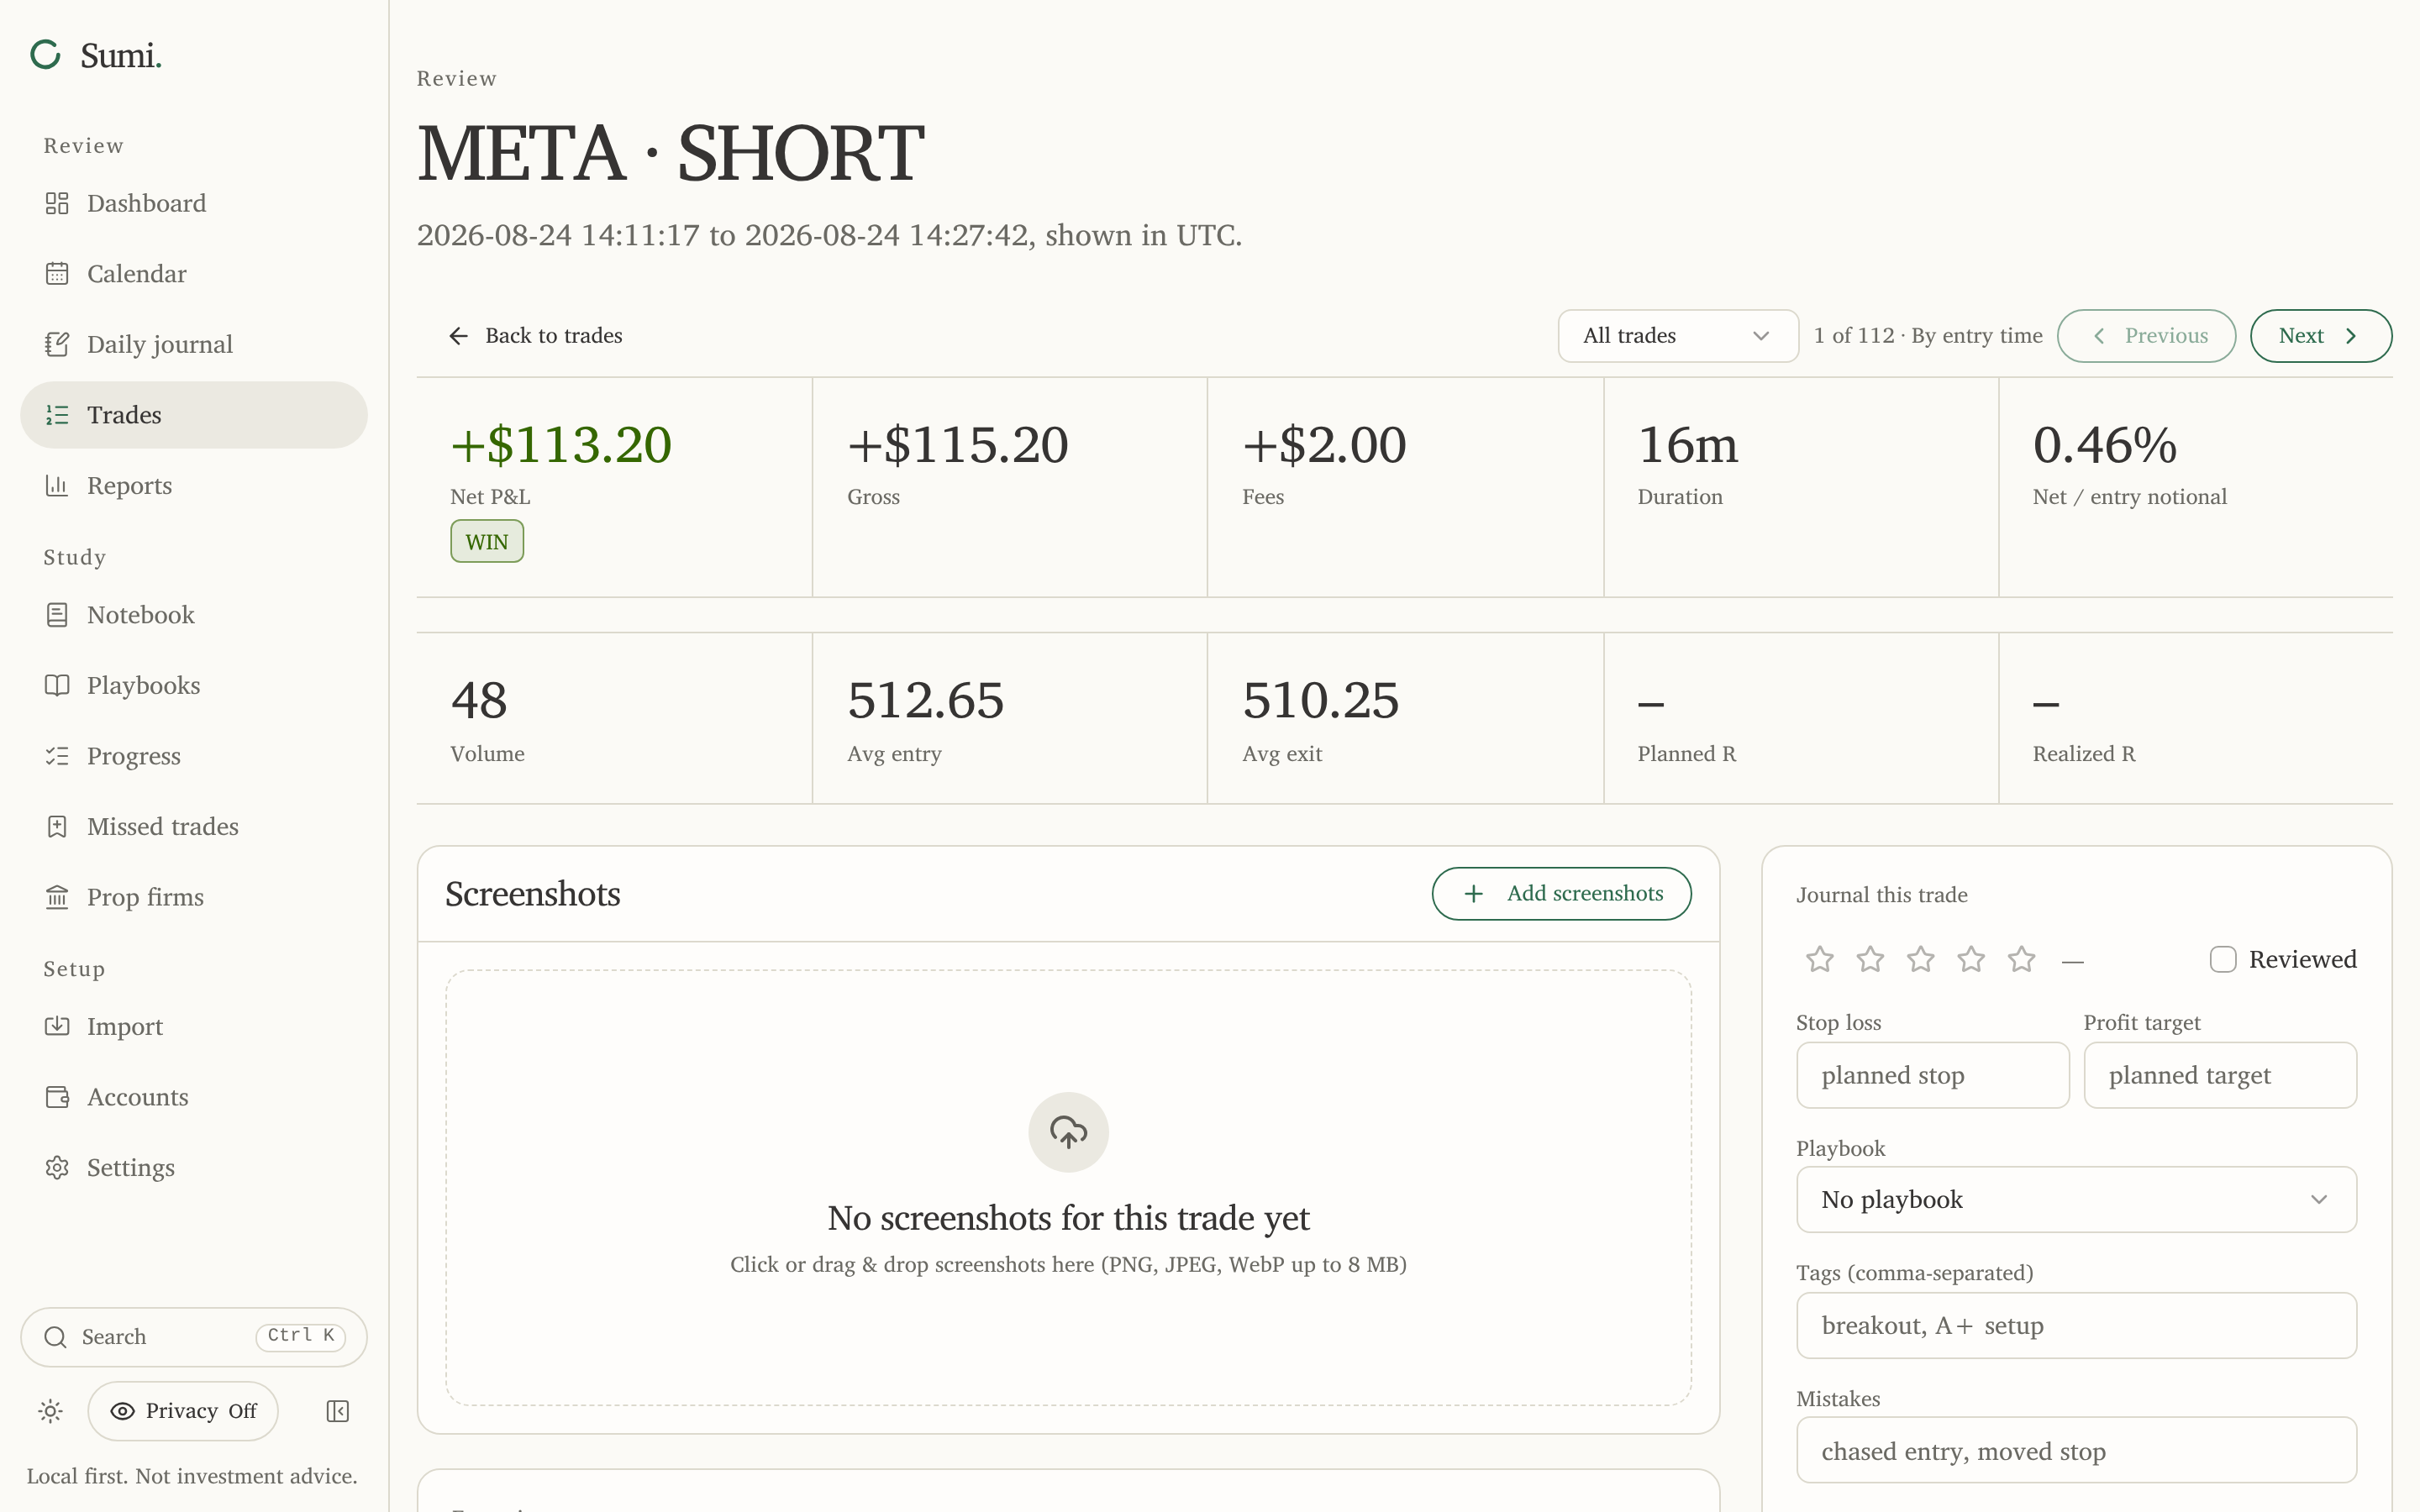 Sumi.
Review
Dashboard
Calendar
Daily journal
Trades
Reports
Study
Notebook
Playbooks
Progress
Missed trades
Prop firms
Setup
Import
Accounts
Settings
Search Ctrl K
Privacy Off
Local first. Not investment advice.
Review
META · SHORT
2026-08-24 14:11:17 to 2026-08-24 14:27:42, shown in UTC.
Back to trades All trades 1 of 112 · By entry time Previous Next
+$113.20 +$115.20 +$2.00 16m 0.46%
Net P&L Gross Fees Duration Net / entry notional
WIN
48 512.65 510.25 – –
Volume Avg entry Avg exit Planned R Realized R
Screenshots Add screenshots
No screenshots for this trade yet
Click or drag & drop screenshots here (PNG, JPEG, WebP up to 8 MB)
Journal this trade
— Reviewed
Stop loss Profit target
planned stop planned target
Playbook
No playbook
Tags (comma-separated)
breakout, A+ setup
Mistakes
chased entry, moved stop